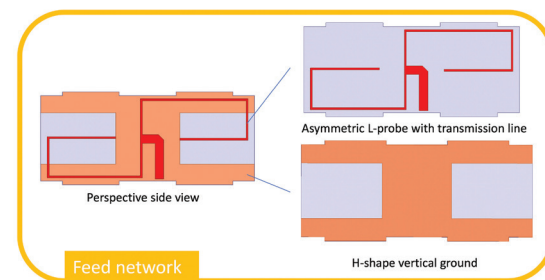 Asymmetric L-probe with transmission line
Perspective side view
H-shape vertical ground
Feed network